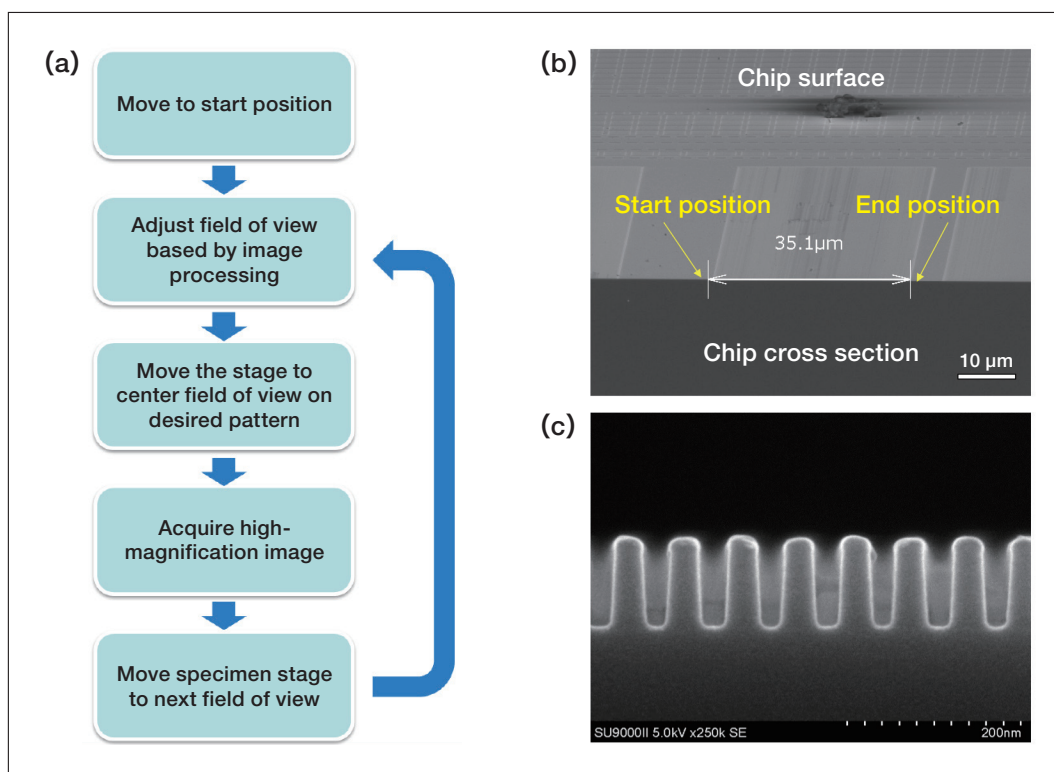 (a)
Move to start position
Adjust field of view
based by image
processing
Move the stage to
center field of view on
desired pattern
Acquire high-
magnification image
Move specimen stage
to next field of view
(b)
Chip surface
Start position
End position
35.1µm
Chip cross section
10 µm
(c)
SU9000II 5.0kV x250k SE
200nm